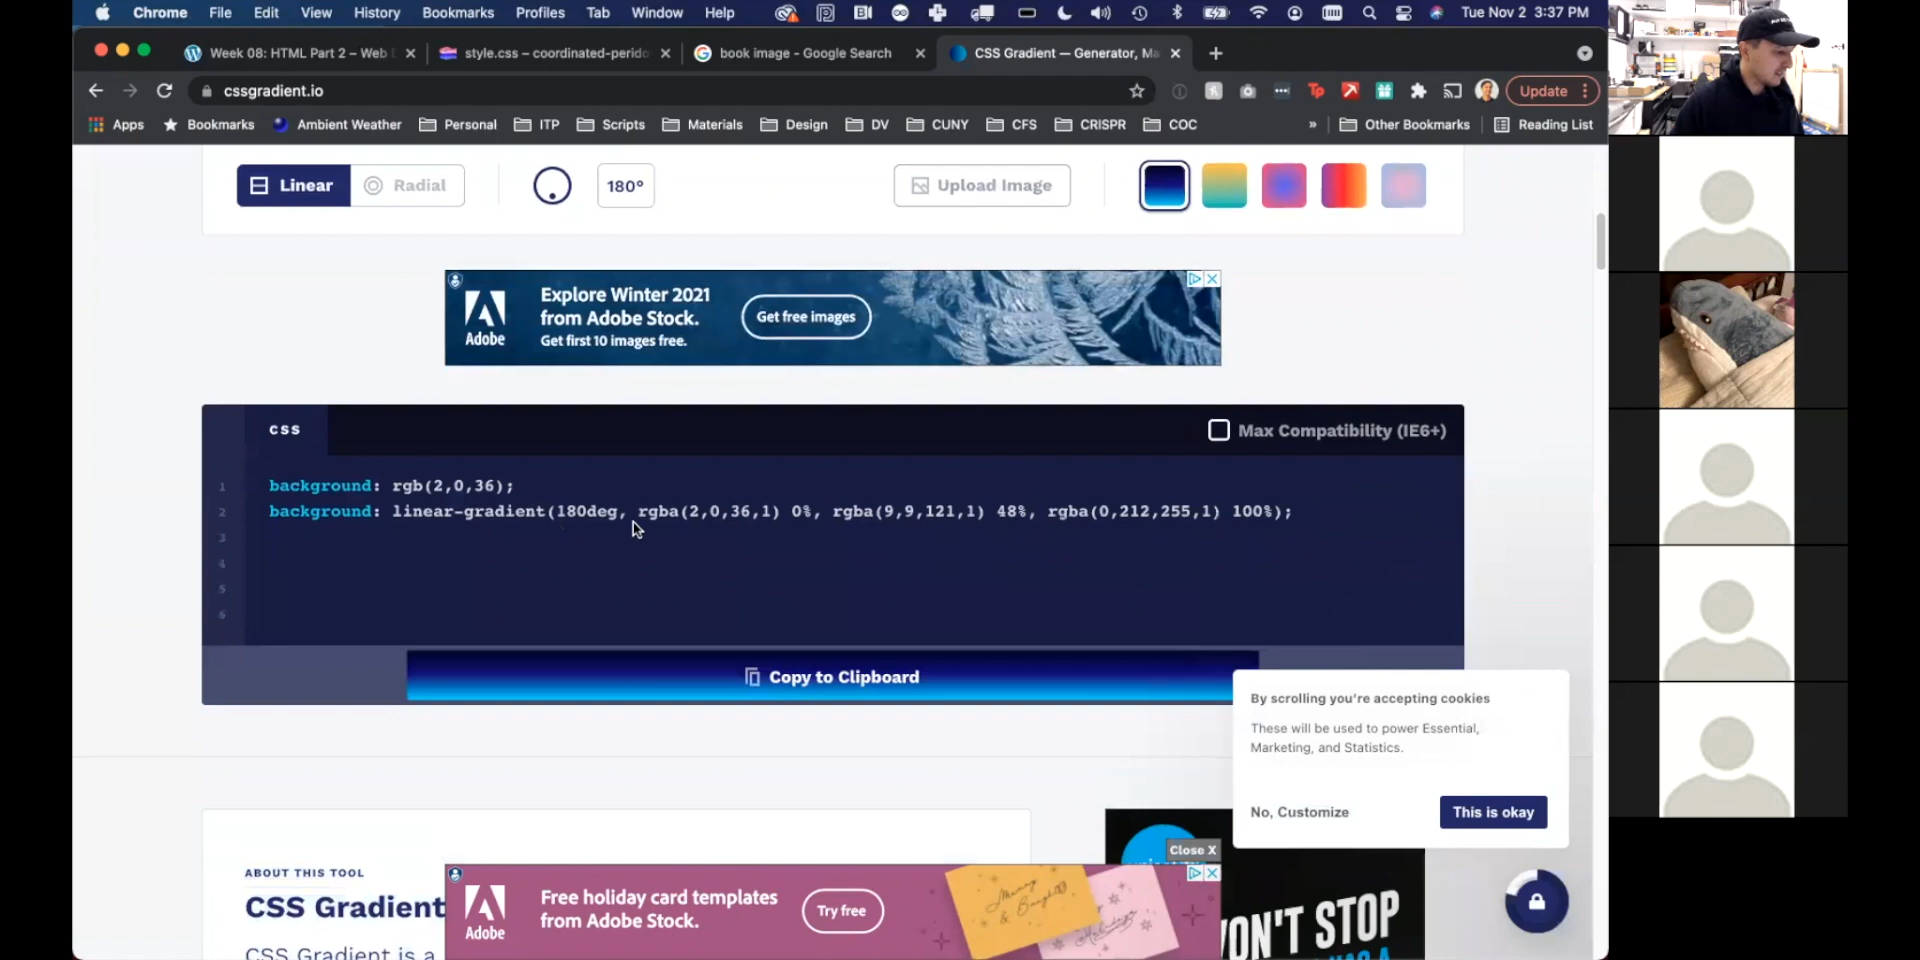 Chrome File Edit View History Bookmarks Profiles Tab Window Help Tue Nov 2 3:37 PM
Week 08: HTML Part 2 – Web
style.css – coordinated-perido
book image - Google Search
CSS Gradient — Generator, Ma
cssgradient.io
Update
Apps Bookmarks Ambient Weather Personal ITP Scripts Materials Design DV CUNY CFS CRISPR COC » Other Bookmarks Reading List
Linear Radial 180° Upload Image
Explore Winter 2021
from Adobe Stock.
Get first 10 images free.
Adobe
Get free images
css
Max Compatibility (IE6+)
1 background: rgb(2,0,36);
2 background: linear-gradient(180deg, rgba(2,0,36,1) 0%, rgba(9,9,121,1) 48%, rgba(0,212,255,1) 100%);
3
4
5
6
Copy to Clipboard
By scrolling you're accepting cookies
These will be used to power Essential,
Marketing, and Statistics.
No, Customize
This is okay
ABOUT THIS TOOL
CSS Gradient
CSS Gradient is a
Close X
Free holiday card templates
from Adobe Stock.
Adobe
Try free
ON'T STOP